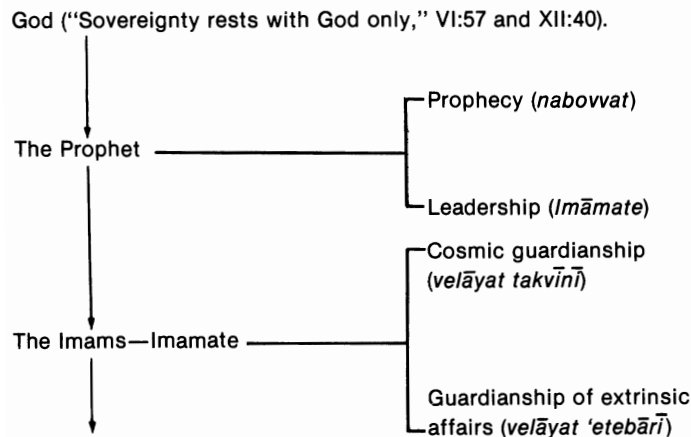 God (“Sovereignty rests with God only,” VI:57 and XII:40).
Prophecy (nabovvat)
The Prophet
Leadership (Imāmate)
Cosmic guardianship
(velāyat takvīnī)
The Imams—Imamate
Guardianship of extrinsic
affairs (velāyat ‘etebārī)